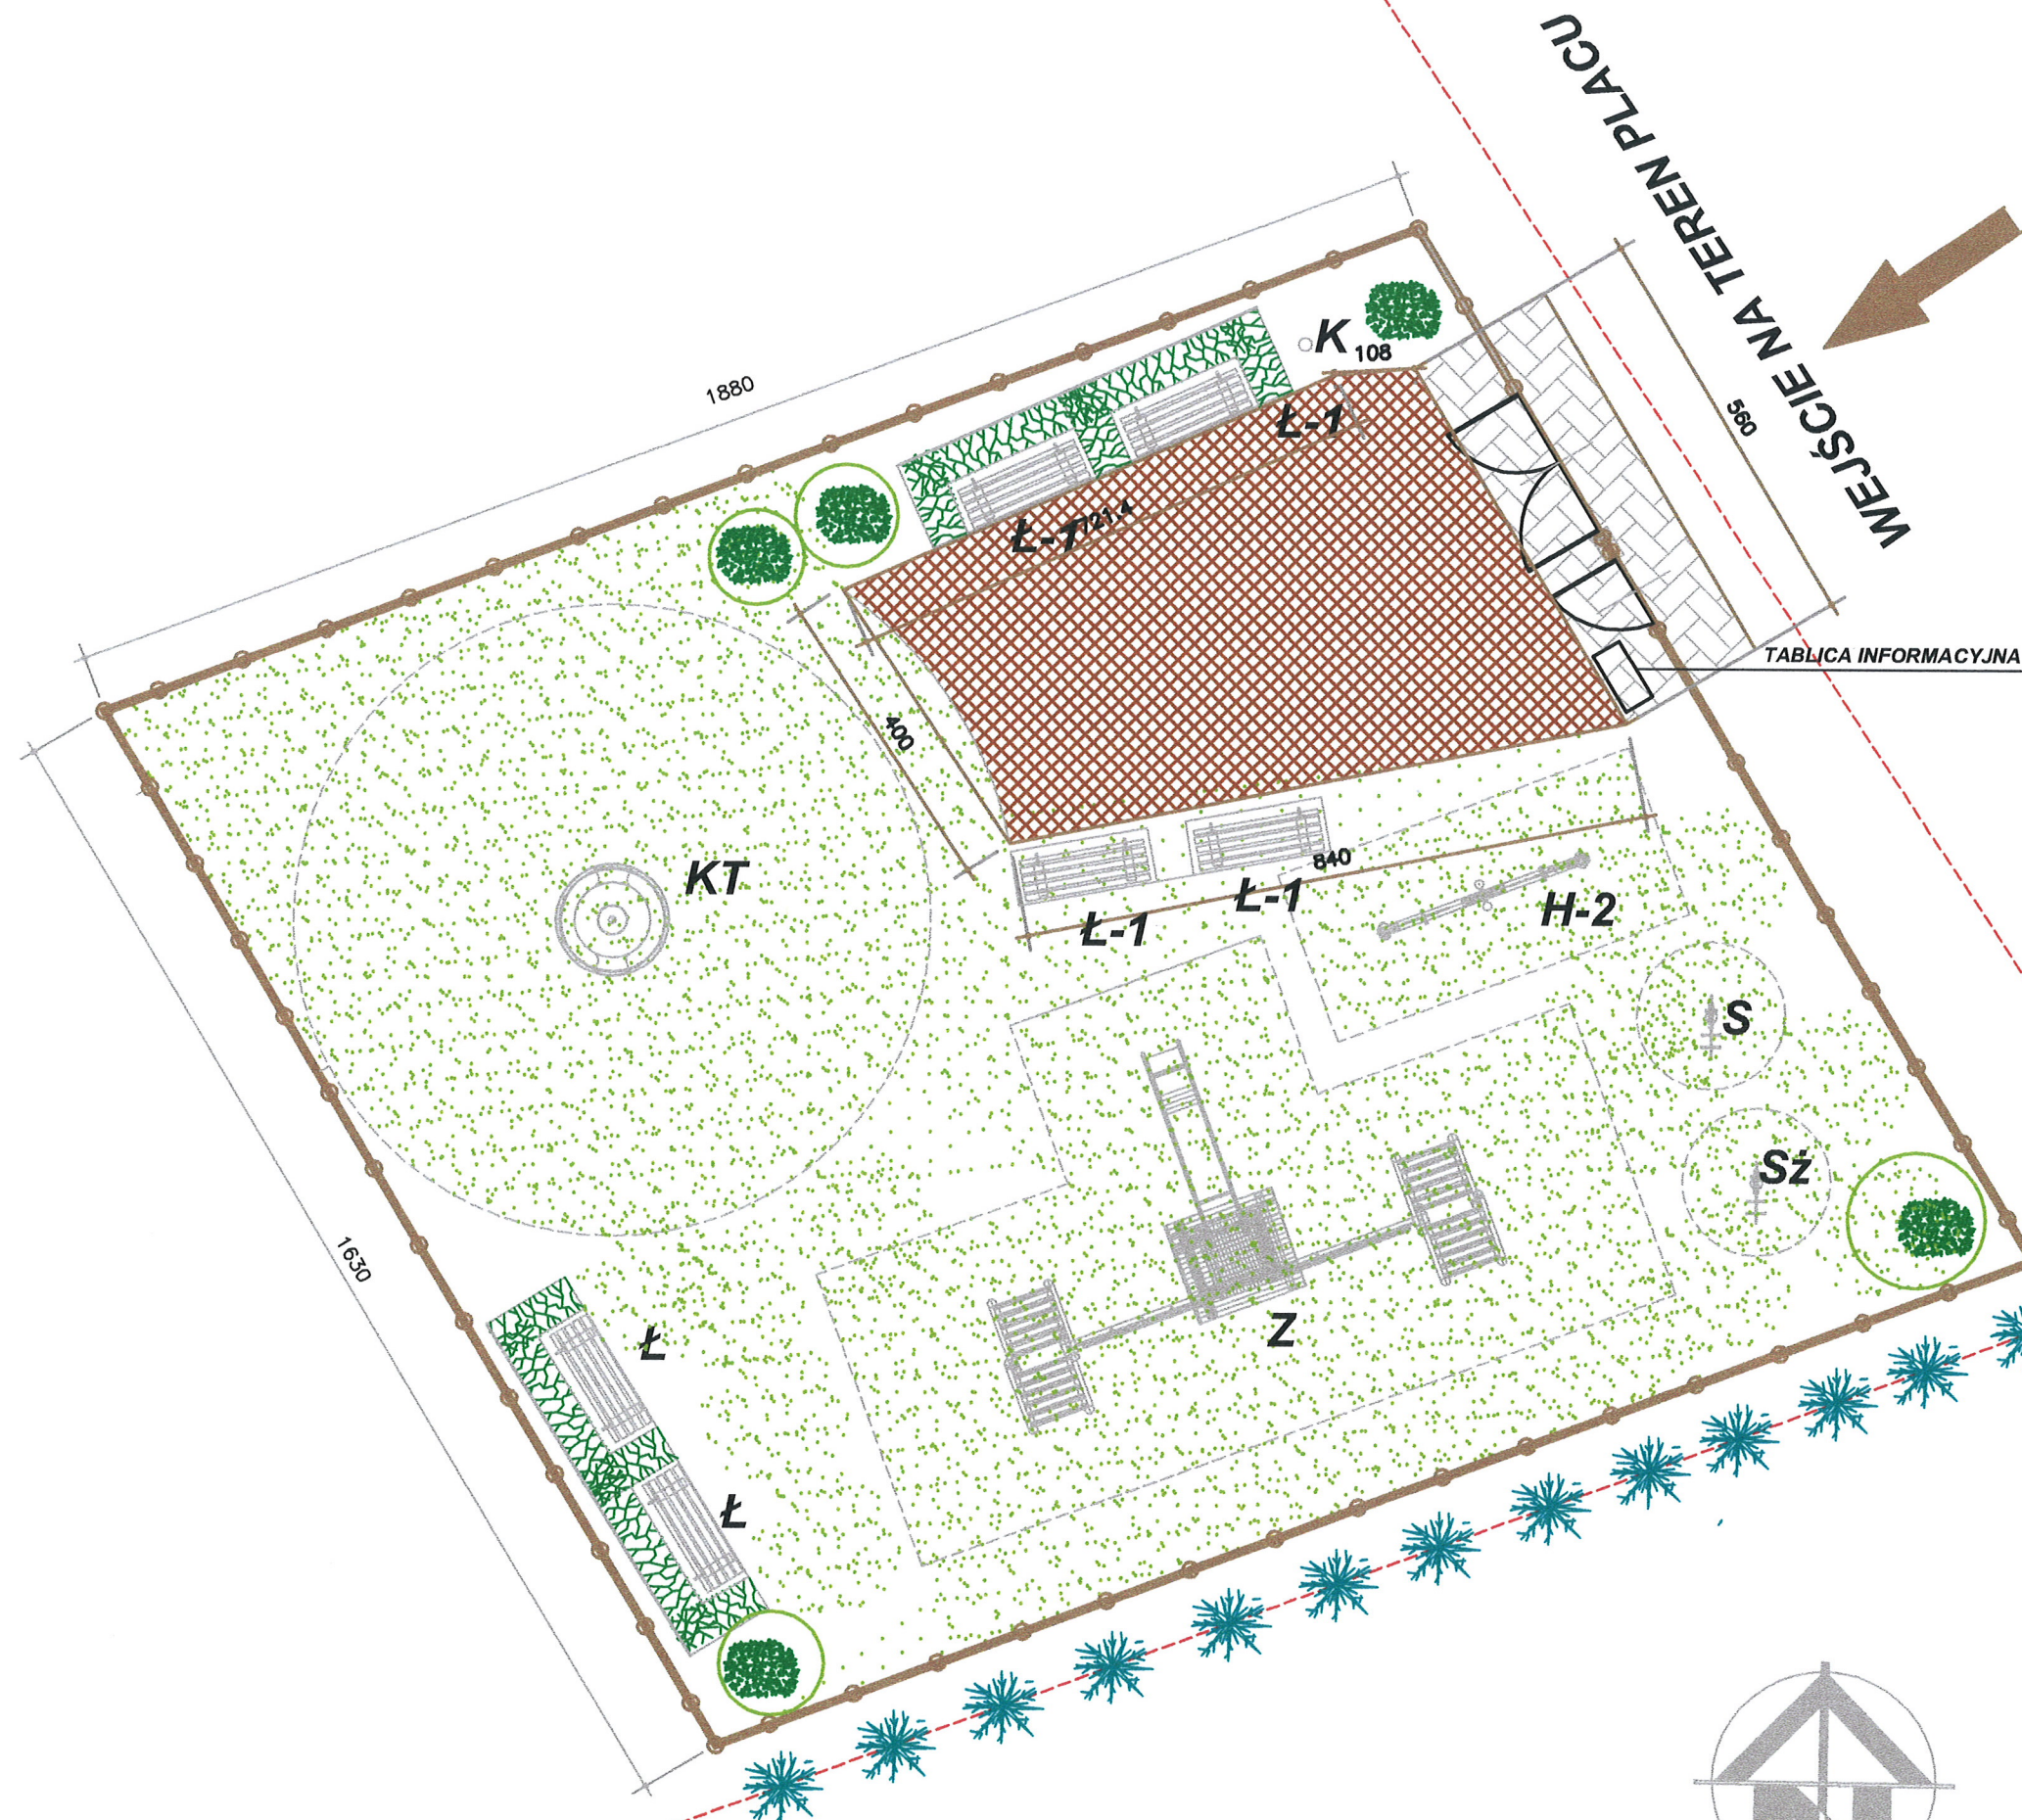 WEJŚCIE NA TEREN PLACU
1880
K
108
560
Ł-1
Ł-1
721,4
TABLICA INFORMACYJNA
400
840
KT
Ł-1
Ł-1
H-2
S
SŻ
1630
Z
Ł
Ł